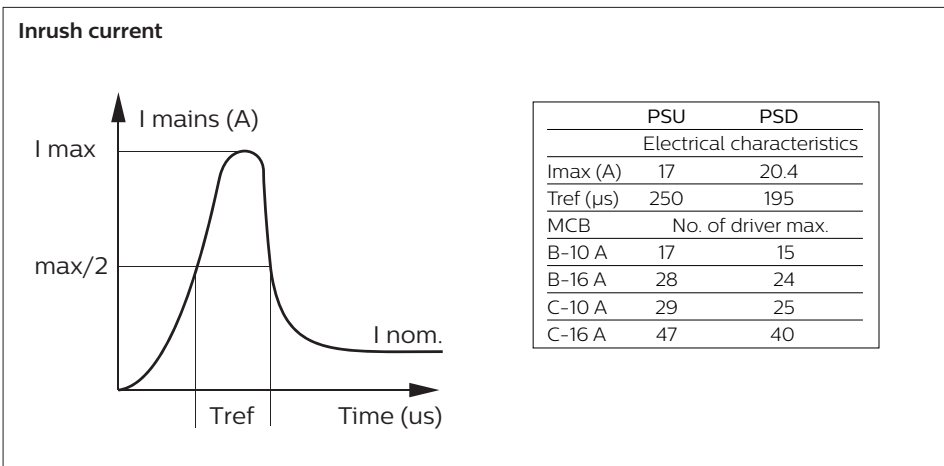 Inrush current
I mains (A)
I max
max/2
I nom.
Tref
Time (us)
PSU PSD
Electrical characteristics
Imax (A) 17 20.4
Tref (µs) 250 195
MCB No. of driver max.
B-10 A 17 15
B-16 A 28 24
C-10 A 29 25
C-16 A 47 40